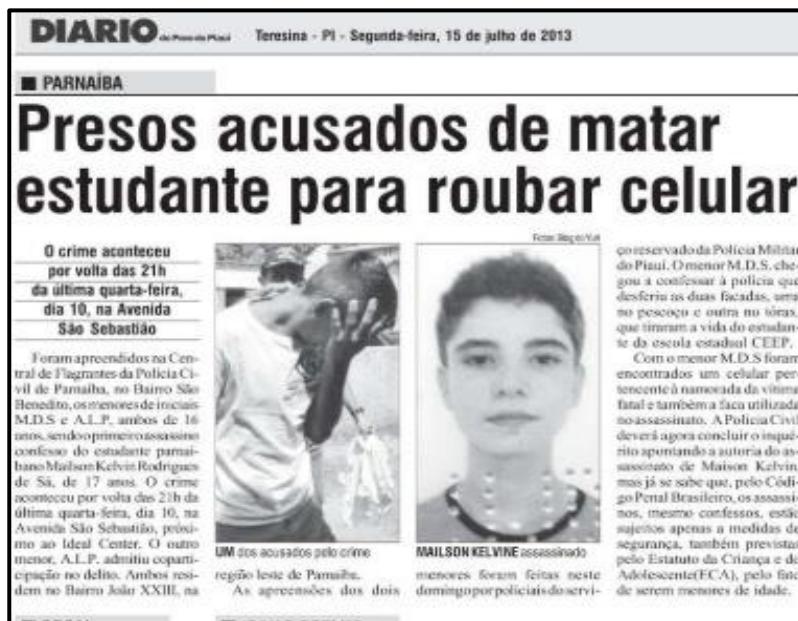 DIARIO do Povo do Piauí Teresina - PI - Segunda-feira, 15 de julho de 2013
PARNAÍBA
Presos acusados de matar
estudante para roubar celular
O crime aconteceu
por volta das 21h
da última quarta-feira,
dia 10, na Avenida
São Sebastião
Foram apreendidos na Cen-
tral de Flagrantes da Polícia Ci-
vil de Parnaíba, no Bairro São
Benedito, os menores de iniciais
M.D.S e A.L.P, ambos de 16
anos, sendo o primeiro assassino
confesso do estudante parnai-
bano Mailson Kelvin Rodrigues
de Sá, de 17 anos. O crime
aconteceu por volta das 21h da
última quarta-feira, dia 10, na
Avenida São Sebastião, próxi-
mo ao Ideal Center. O outro
menor, A.L.P. admitiu coparti-
cipação no delito. Ambos resi-
dem no Bairro João XXIII, na
UM dos acusados pelo crime
região leste de Parnaíba.
As apreensões dos dois
Fotos: Blog do
MAILSON KELVINE assassinado
menores foram feitas neste
domingo por policiais do servi-
ço reservado da Polícia Militar
do Piauí. O menor M.D.S. che-
gou a confessar à polícia que
desferiu as duas facadas, uma
no pescoço e outra no tórax,
que tiraram a vida do estudan-
te da escola estadual CEEP.
Com o menor M.D.S foram
encontrados um celular per-
tencente à namorada da vítima
fatal e também a faca utilizada
no assassinato. A Polícia Civil
deverá agora concluir o inqué-
rito apontando a autoria do as-
sassinato de Maison Kelvin,
mas já se sabe que, pelo Códi-
go Penal Brasileiro, os assassi-
nos, mesmo confessos, estão
sujeitos apenas a medidas de
segurança, também previstas
pelo Estatuto da Criança e do
Adolescente(ECA), pelo fato
de serem menores de idade.